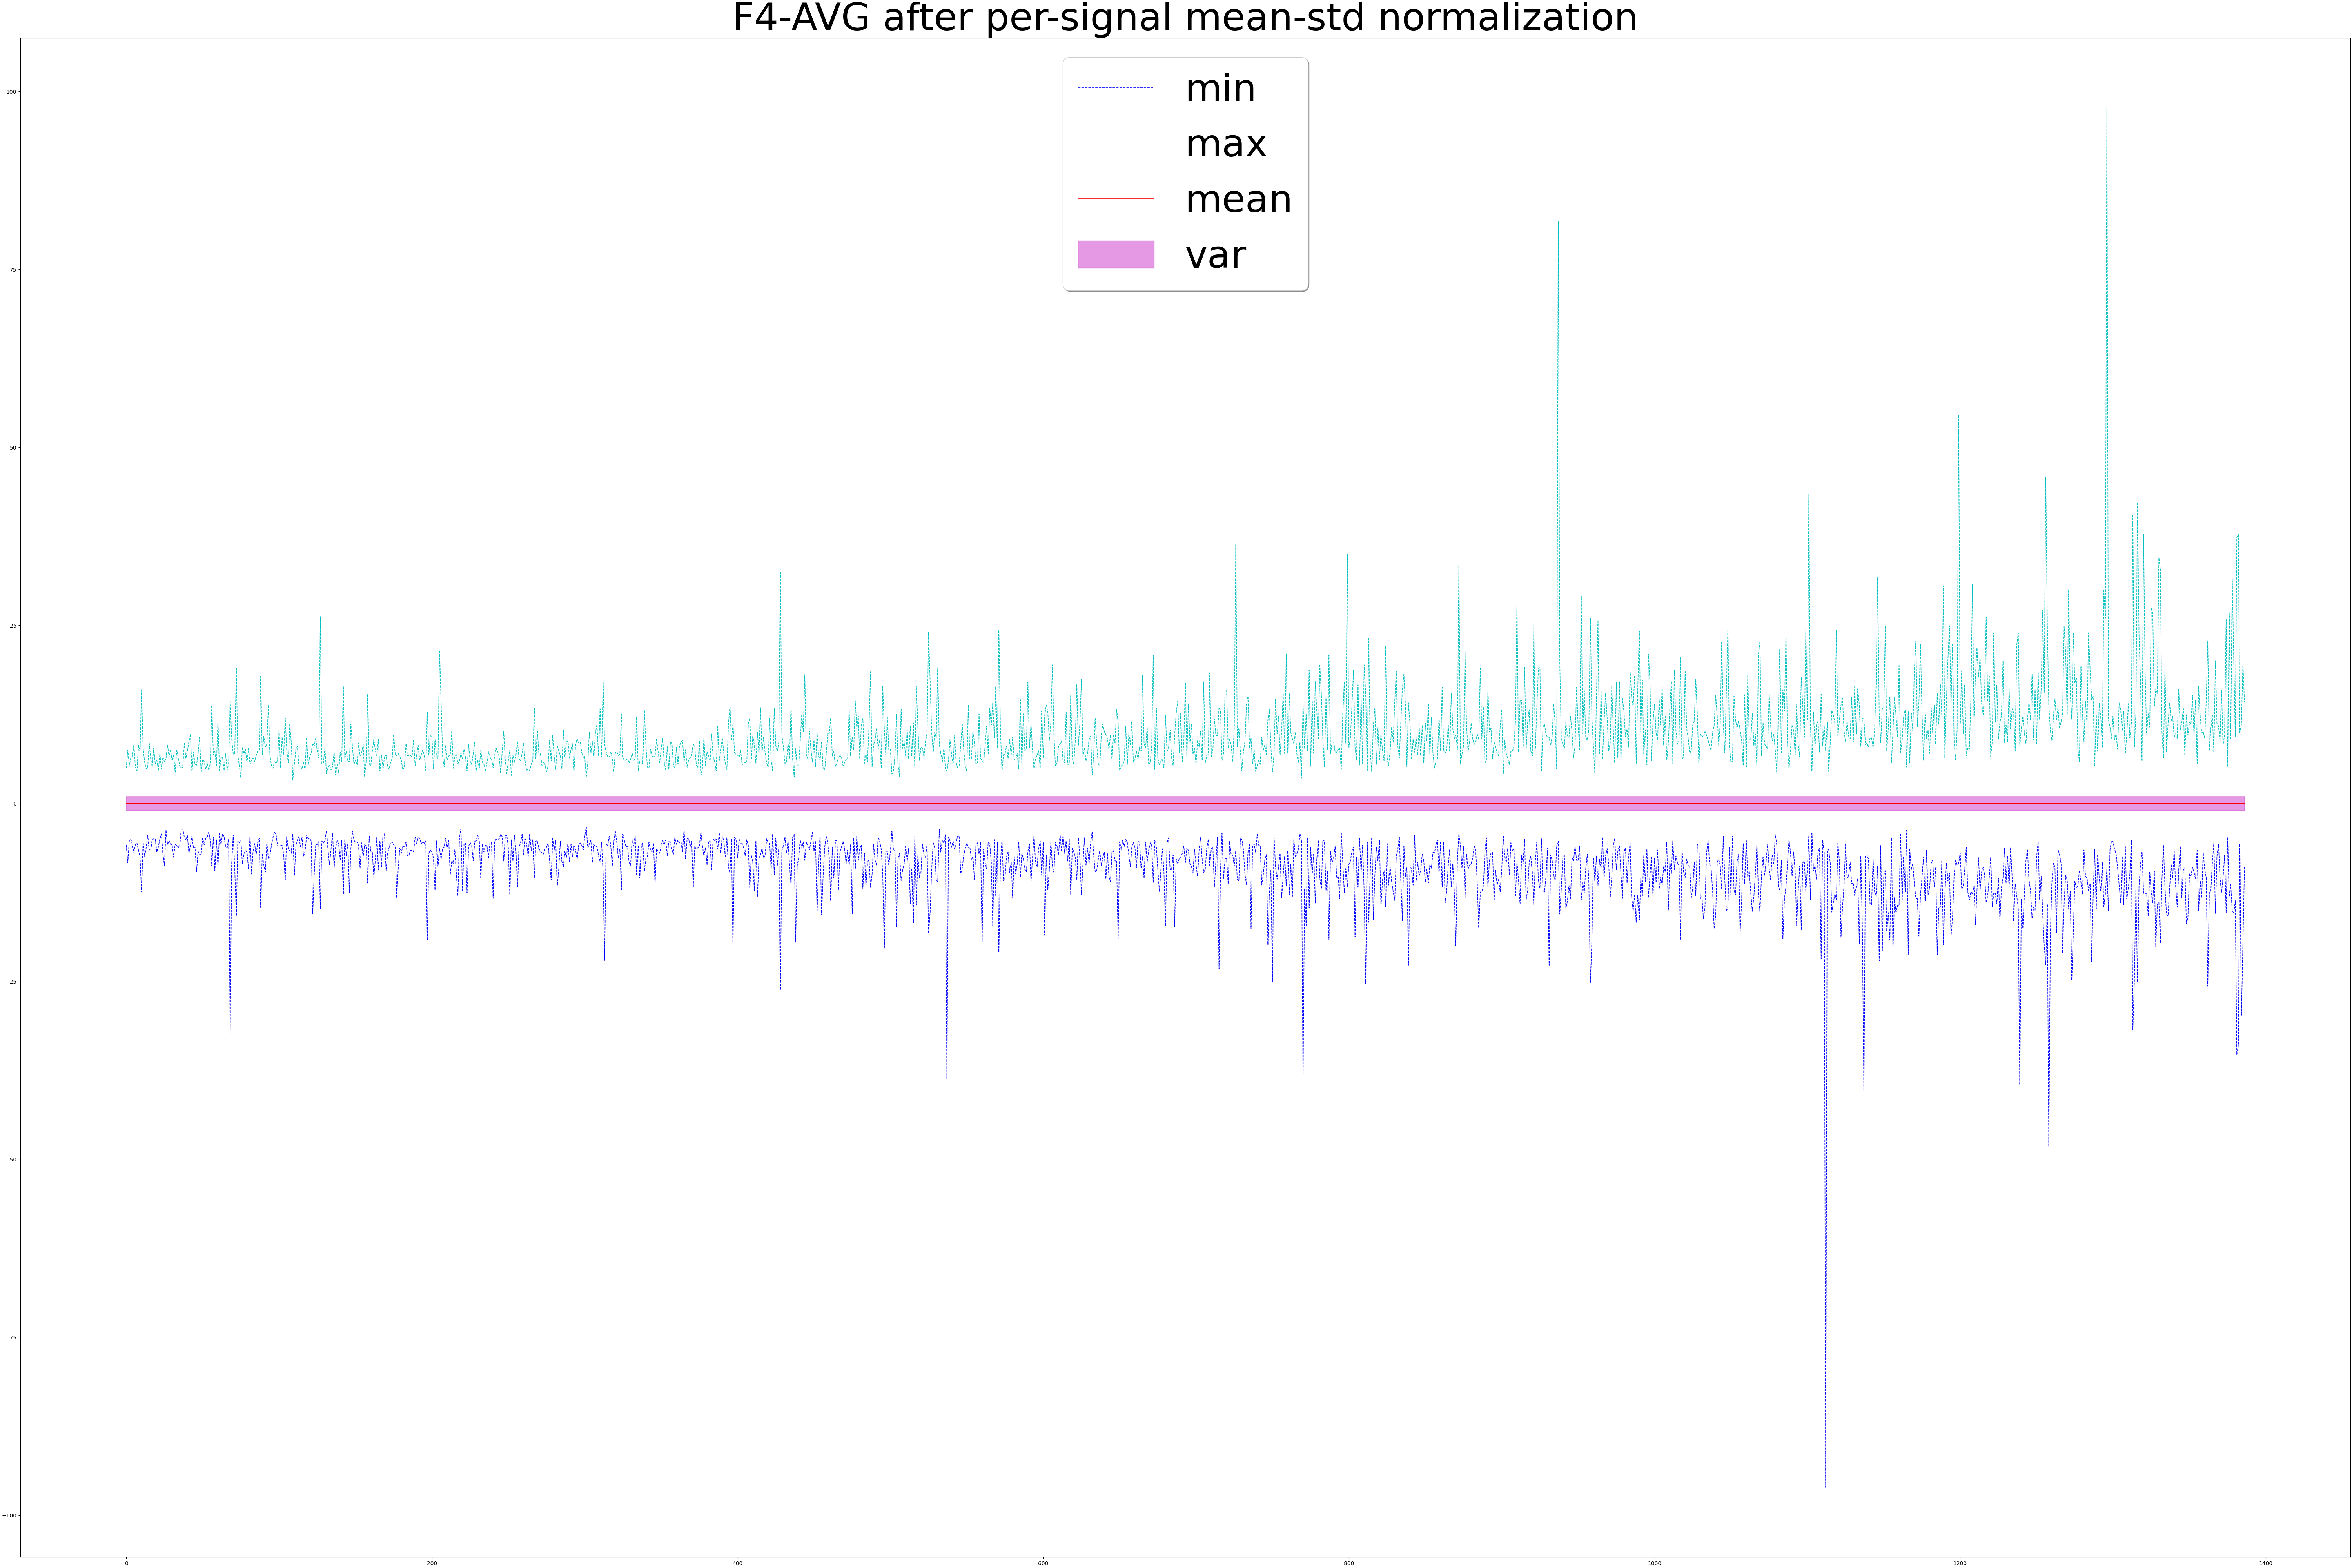 F4-AVG after per-signal mean-std normalization
min
max
mean
var
100
75
50
25
0
−25
−50
−75
−100
0 200 400 600 800 1000 1200 1400